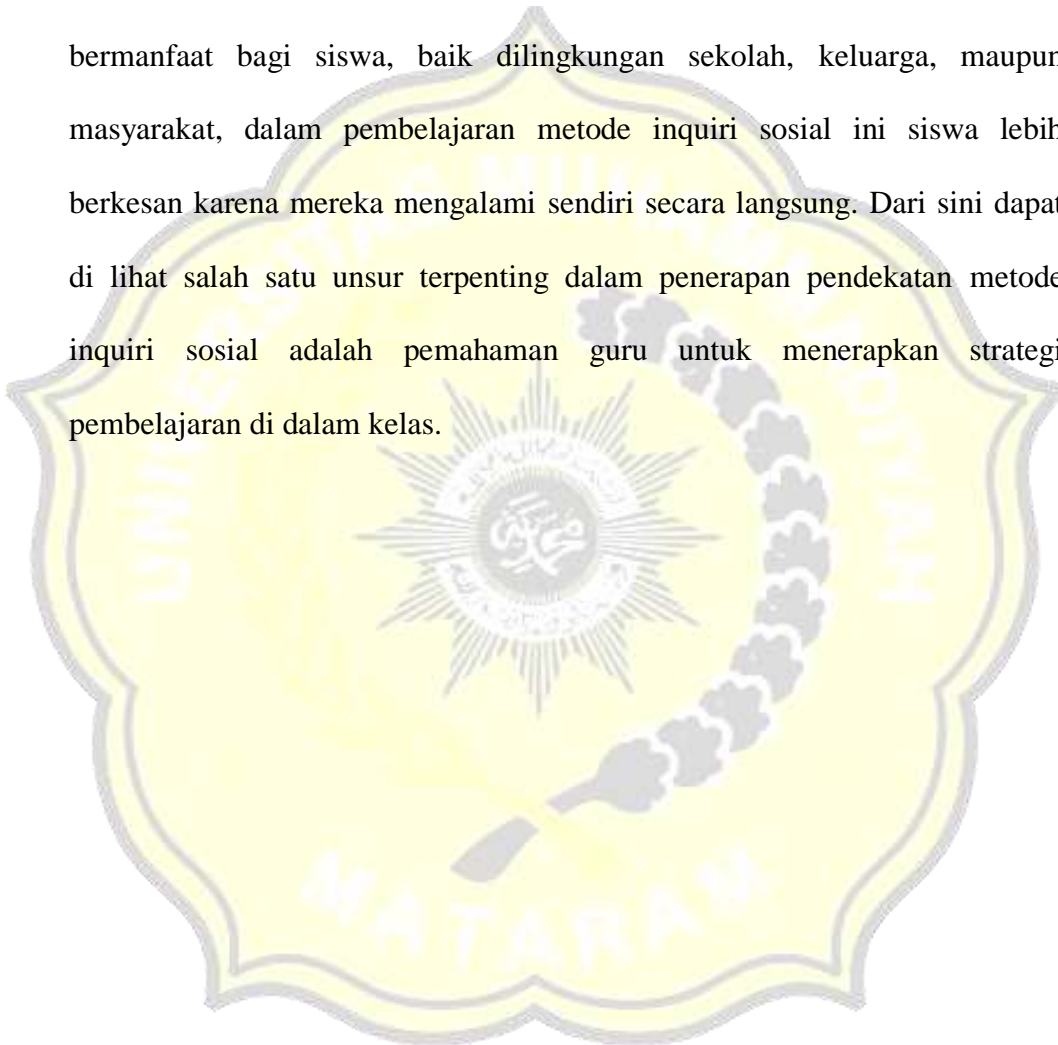 bermanfaat bagi siswa, baik dilingkungan sekolah, keluarga, maupun
masyarakat, dalam pembelajaran metode inquiri sosial ini siswa lebih
berkesan karena mereka mengalami sendiri secara langsung. Dari sini dapat
di lihat salah satu unsur terpenting dalam penerapan pendekatan metode
inquiri sosial adalah pemahaman guru untuk menerapkan strategi
pembelajaran di dalam kelas.
UNIVERSITAS MUHAMMADIYAH
MATARAM